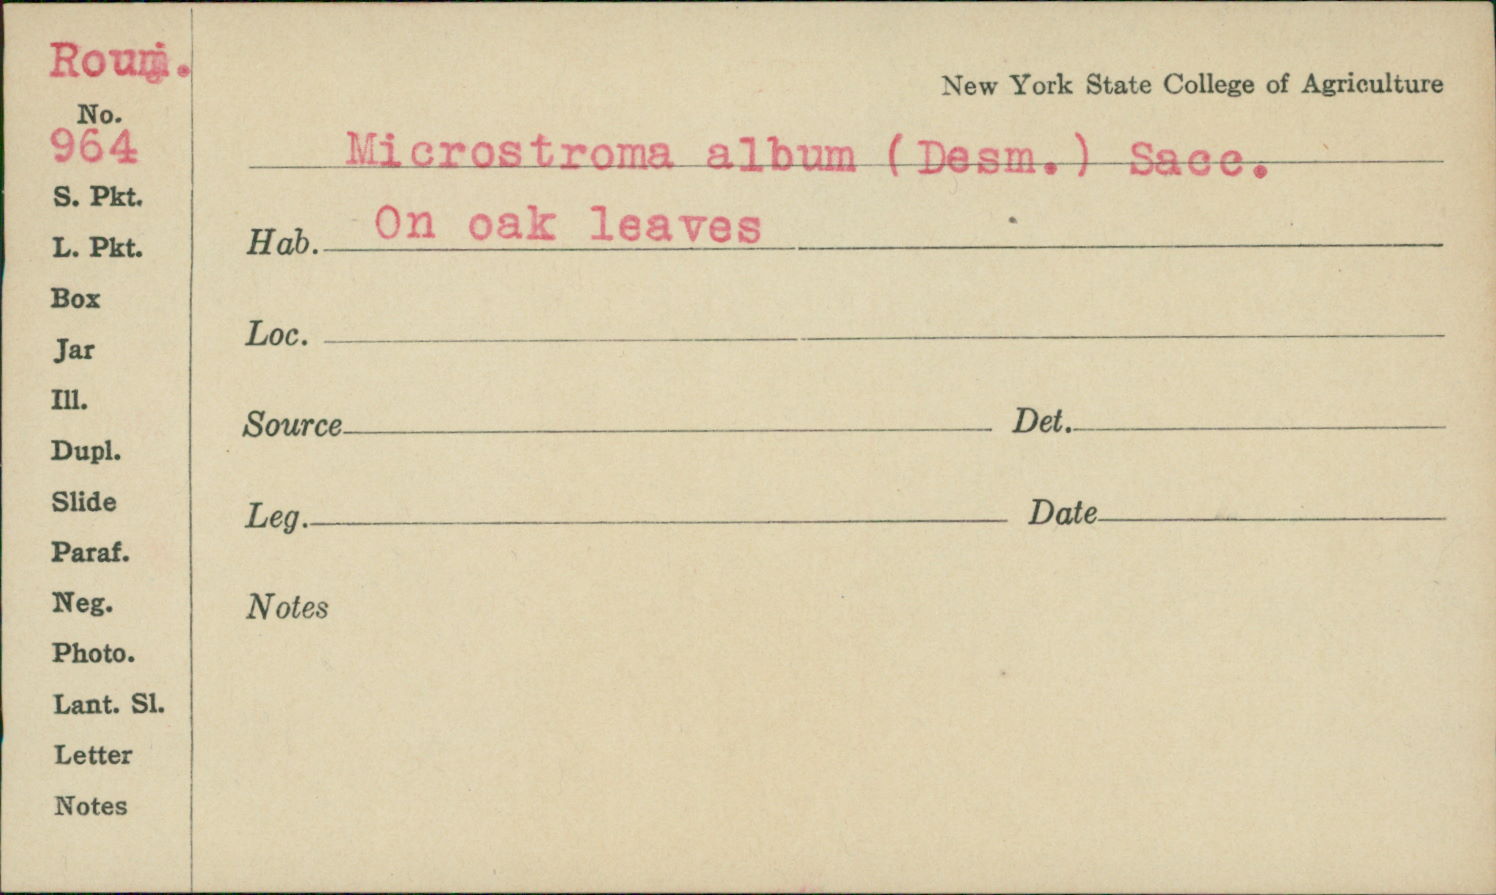 Roum.
New York State College of Agriculture
No.
964
Microstroma album (Desm.) Sacc.
S. Pkt.
Hab. On oak leaves
L. Pkt.
Box
Loc.
Jar
Ill.
Source Det.
Dupl.
Slide
Leg. Date
Paraf.
Neg.
Notes
Photo.
Lant. Sl.
Letter
Notes